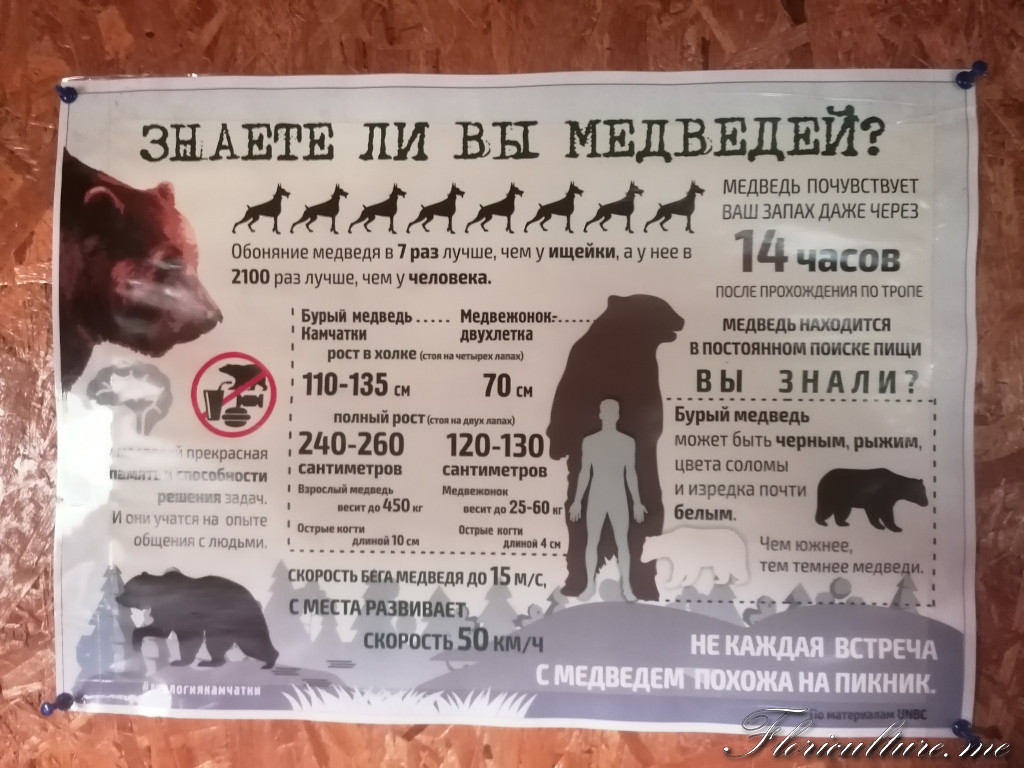 ЗНАЕТЕ ЛИ ВЫ МЕДВЕДЕЙ?
Обоняние медведя в 7 раз лучше, чем у ищейки, а у нее в
2100 раз лучше, чем у человека.
МЕДВЕДЬ ПОЧУВСТВУЕТ
ВАШ ЗАПАХ ДАЖЕ ЧЕРЕЗ
14 часов
ПОСЛЕ ПРОХОЖДЕНИЯ ПО ТРОПЕ
МЕДВЕДЬ НАХОДИТСЯ
В ПОСТОЯННОМ ПОИСКЕ ПИЩИ
Бурый медведь ..... Медвежонок-......
Камчатки двухлетка
рост в холке (стоя на четырех лапах)
110-135 см 70 см
полный рост (стоя на двух лапах)
240-260 120-130
сантиметров сантиметров
Взрослый медведь Медвежонок
весит до 450 кг весит до 25-60 кг
Острые когти Острые когти
длиной 10 см длиной 4 см
прекрасная
память и способности
решения задач.
И они учатся на опыте
общения с людьми.
ВЫ ЗНАЛИ?
Бурый медведь
может быть черным, рыжим,
цвета соломы
и изредка почти
белым.
Чем южнее,
тем темнее медведи.
СКОРОСТЬ БЕГА МЕДВЕДЯ ДО 15 М/С,
С МЕСТА РАЗВИВАЕТ
СКОРОСТЬ 50 КМ/Ч
НЕ КАЖДАЯ ВСТРЕЧА
С МЕДВЕДЕМ ПОХОЖА НА ПИКНИК.
По материалам UNBC
Floriculture.me